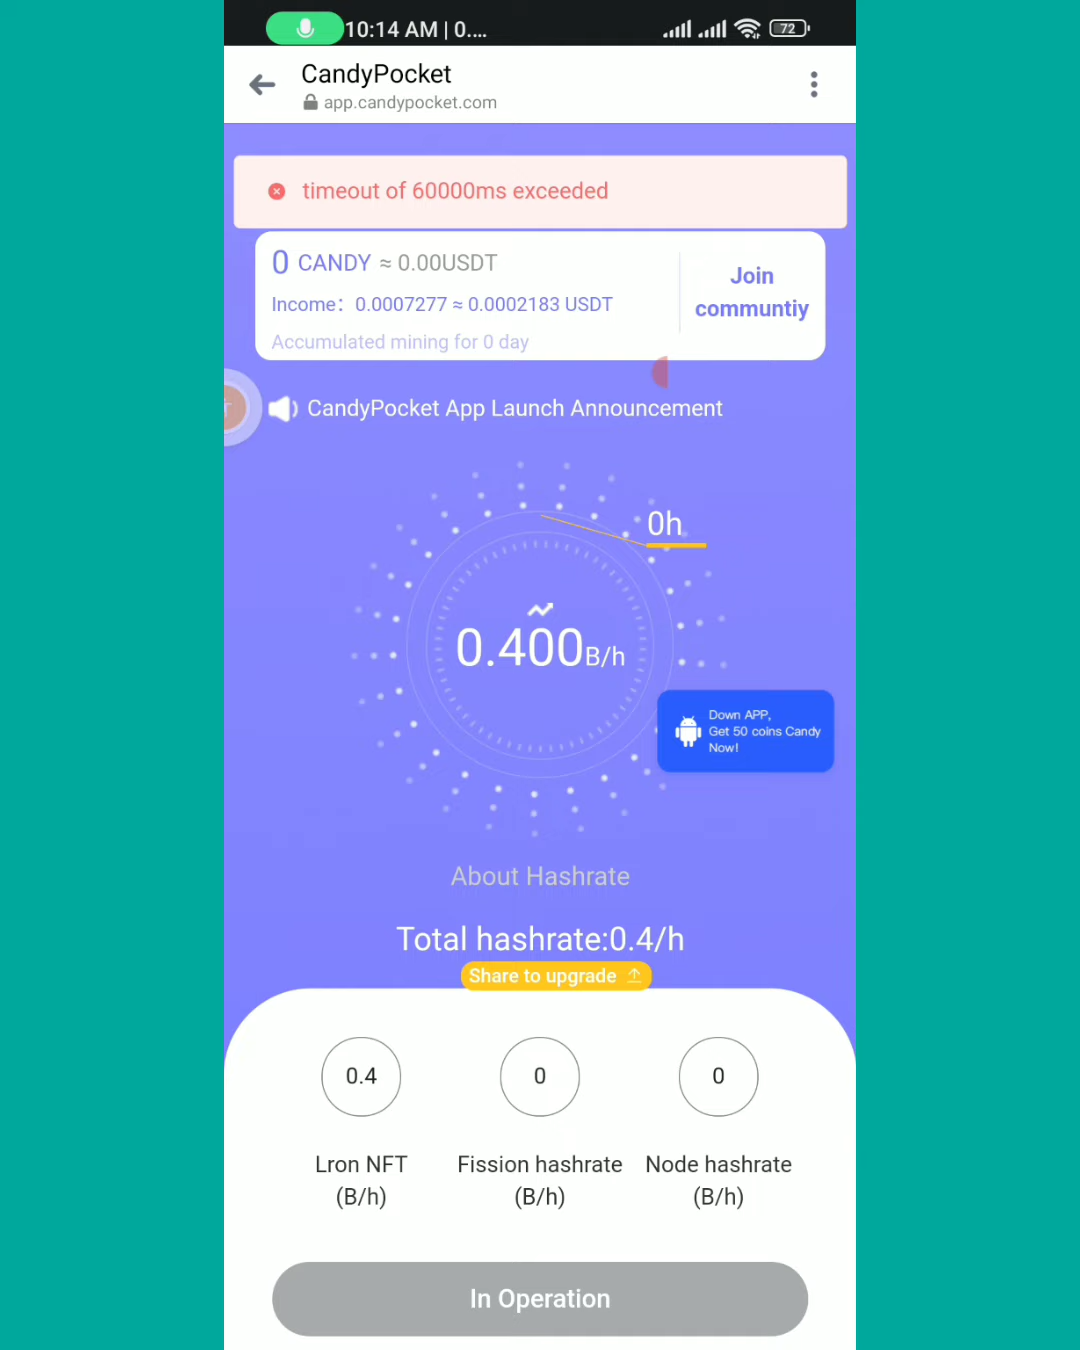 10:14 AM | 0.... 72
CandyPocket
app.candypocket.com
timeout of 60000ms exceeded
0 CANDY ≈ 0.00USDT
Income: 0.0007277 ≈ 0.0002183 USDT
Accumulated mining for 0 day
Join
communtiy
CandyPocket App Launch Announcement
0h
0.400B/h
Down APP,
Get 50 coins Candy
Now!
About Hashrate
Total hashrate:0.4/h
Share to upgrade
0.4 0 0
Lron NFT Fission hashrate Node hashrate
(B/h) (B/h) (B/h)
In Operation